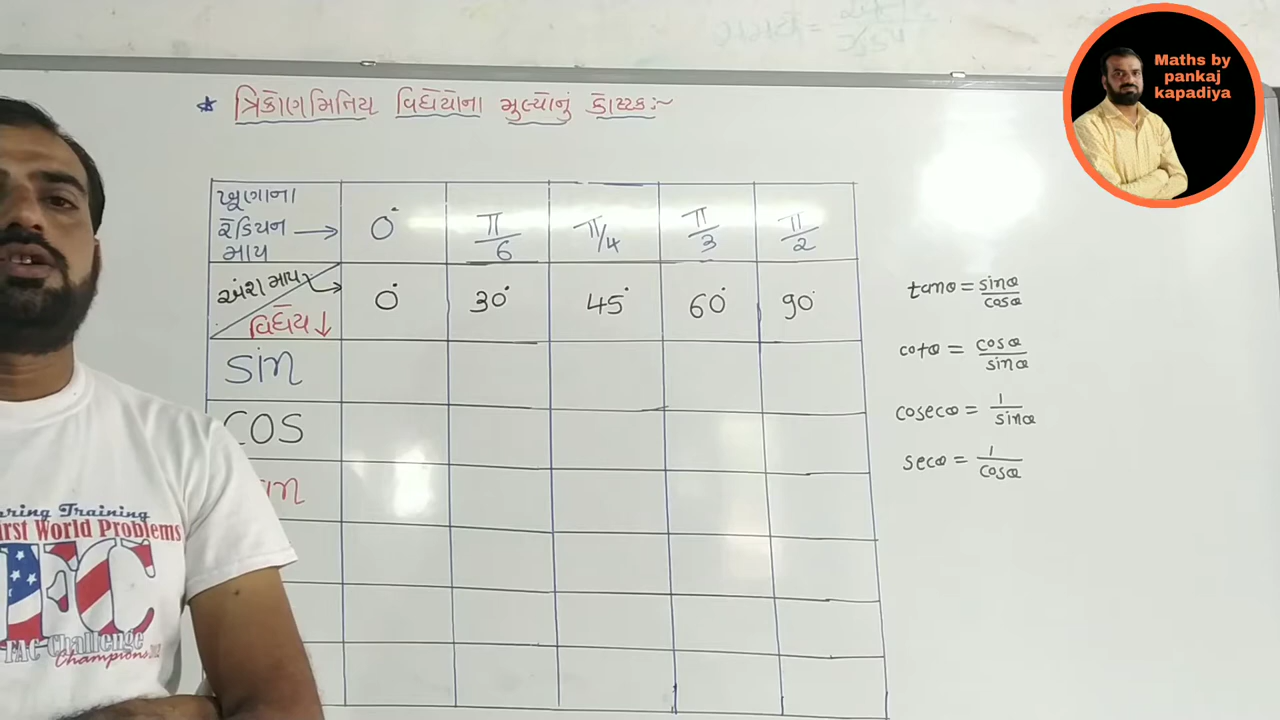 Maths by
pankaj
kapadiya
★ ત્રિકોણમિતિય વિધેયોના મુલ્યોનું કોષ્ટક:~
ખૂણાના
રેડિયન →
માપ
0° π/6 π/4 π/3 π/2
અંશ માપ →
વિધેય ↓
0° 30° 45° 60° 90°
sin
cos
tanθ = sinθ/cosθ
cotθ = cosθ/sinθ
cosecθ = 1/sinθ
secθ = 1/cosθ
First World Problems
FAC Challenge
Champions